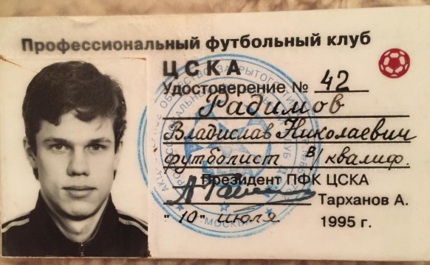 Профессиональный футбольный клуб
ЦСКА
Удостоверение № 42
Радимов
Владислав Николаевич
футболист в/квалиф.
Президент ПФК ЦСКА
Тарханов А.
"10" июля 1995 г.
МОСКВА